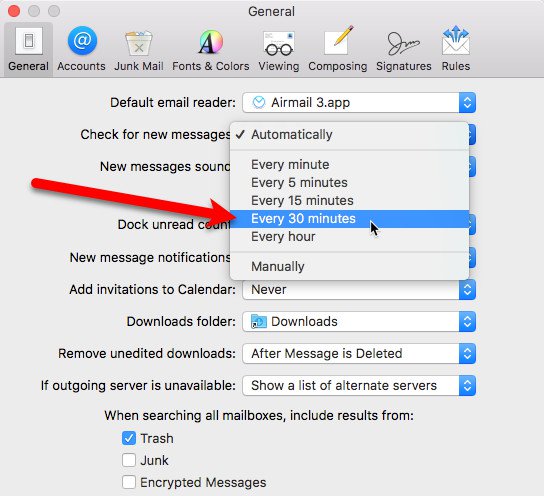 General
General Accounts Junk Mail Fonts & Colors Viewing Composing Signatures Rules
Default email reader: Airmail 3.app
Check for new messages ✓ Automatically
Every minute
New messages sound
Every 5 minutes
Every 15 minutes
Every 30 minutes
Dock unread count
Every hour
New message notifications:
Manually
Add invitations to Calendar: Never
Downloads folder: Downloads
Remove unedited downloads: After Message is Deleted
If outgoing server is unavailable: Show a list of alternate servers
When searching all mailboxes, include results from:
Trash
Junk
Encrypted Messages